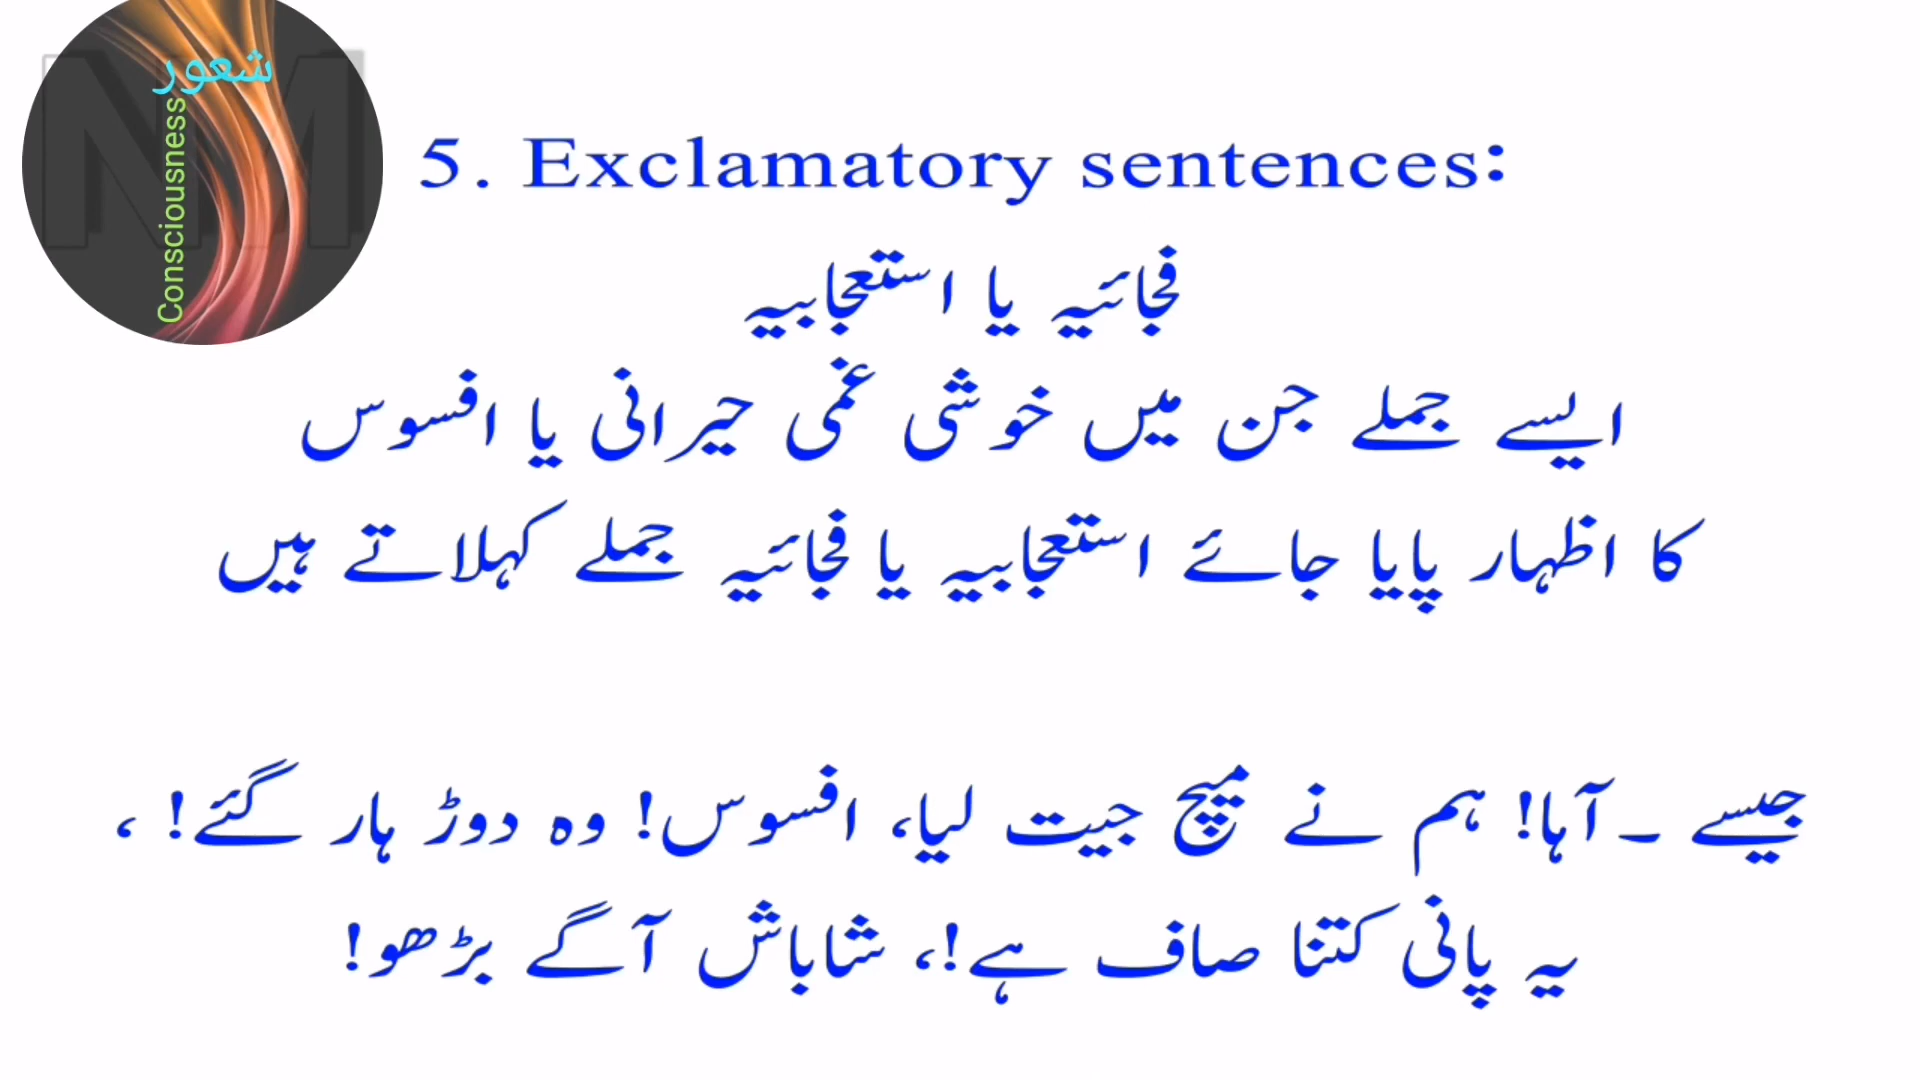 شعور
Consciousness
NM
5. Exclamatory sentences:
فجائیہ یا استعجابیہ
ایسے جملے جن میں خوشی غمی حیرانی یا افسوس
کا اظہار پایا جائے استعجابیہ یا فجائیہ جملے کہلاتے ہیں
جیسے ۔آہا! ہم نے میچ جیت لیا، افسوس! وہ دوڑ ہار گئے! ،
یہ پانی کتنا صاف ہے!، شاباش آگے بڑھو!